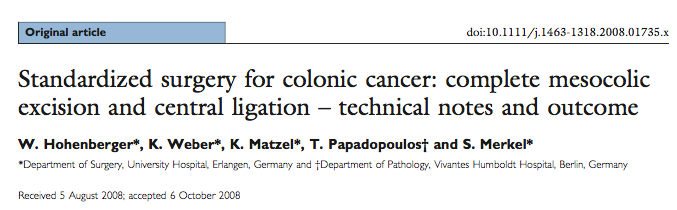 Original article
doi:10.1111/j.1463-1318.2008.01735.x
Standardized surgery for colonic cancer: complete mesocolic
excision and central ligation – technical notes and outcome
W. Hohenberger*, K. Weber*, K. Matzel*, T. Papadopoulos† and S. Merkel*
*Department of Surgery, University Hospital, Erlangen, Germany and †Department of Pathology, Vivantes Humboldt Hospital, Berlin, Germany
Received 5 August 2008; accepted 6 October 2008